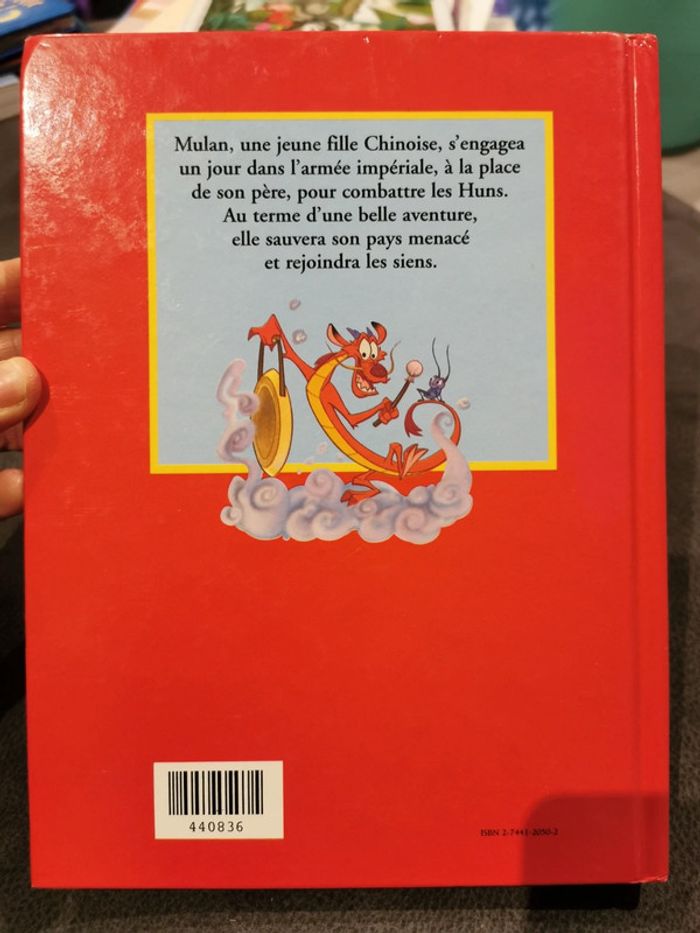 Mulan, une jeune fille Chinoise, s'engagea
un jour dans l'armée impériale, à la place
de son père, pour combattre les Huns.
Au terme d'une belle aventure,
elle sauvera son pays menacé
et rejoindra les siens.
440836
ISBN 2-7441-2050-2